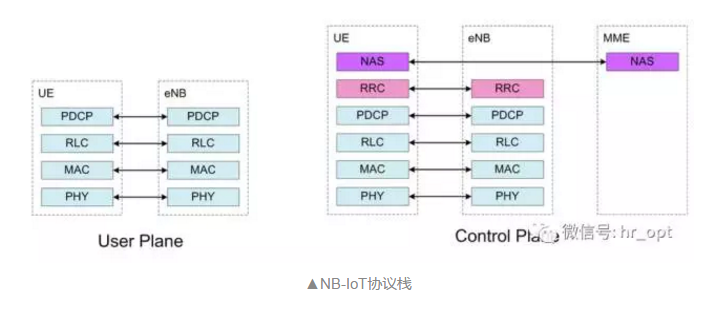 UE
eNB
PDCP
PDCP
RLC
RLC
MAC
MAC
PHY
PHY
User Plane
UE
eNB
MME
NAS
NAS
RRC
RRC
PDCP
PDCP
RLC
RLC
MAC
MAC
PHY
PHY
Control Plane
微信号: hr_opt
▲NB-IoT协议栈